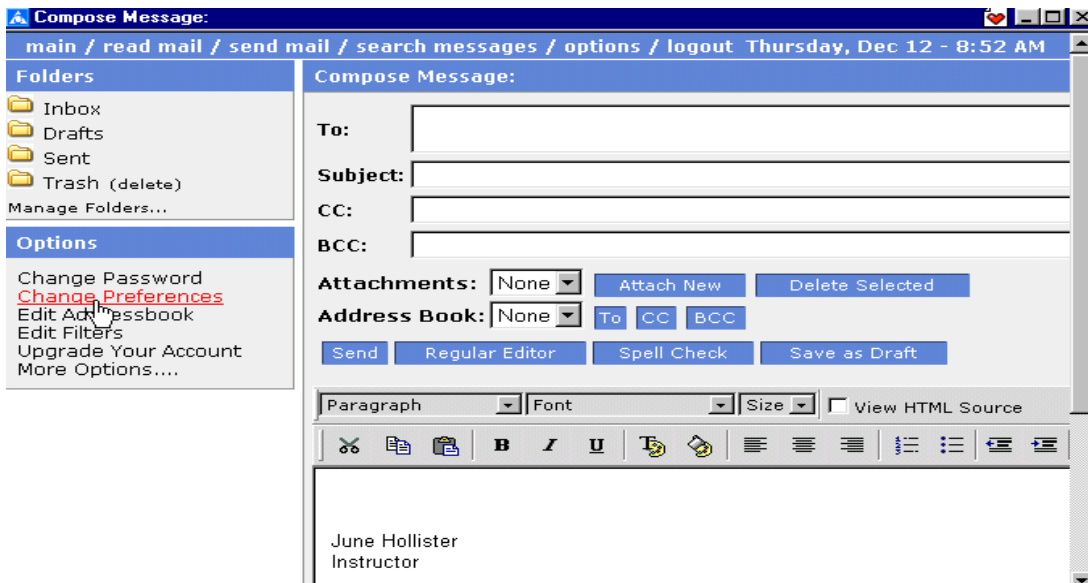 Compose Message:
main / read mail / send mail / search messages / options / logout Thursday, Dec 12 - 8:52 AM
Folders
Inbox
Drafts
Sent
Trash (delete)
Manage Folders...
Options
Change Password
Change Preferences
Edit Addressbook
Edit Filters
Upgrade Your Account
More Options....
Compose Message:
To:
Subject:
CC:
BCC:
Attachments: None Attach New Delete Selected
Address Book: None To CC BCC
Send Regular Editor Spell Check Save as Draft
Paragraph Font Size View HTML Source
B I U
June Hollister
Instructor